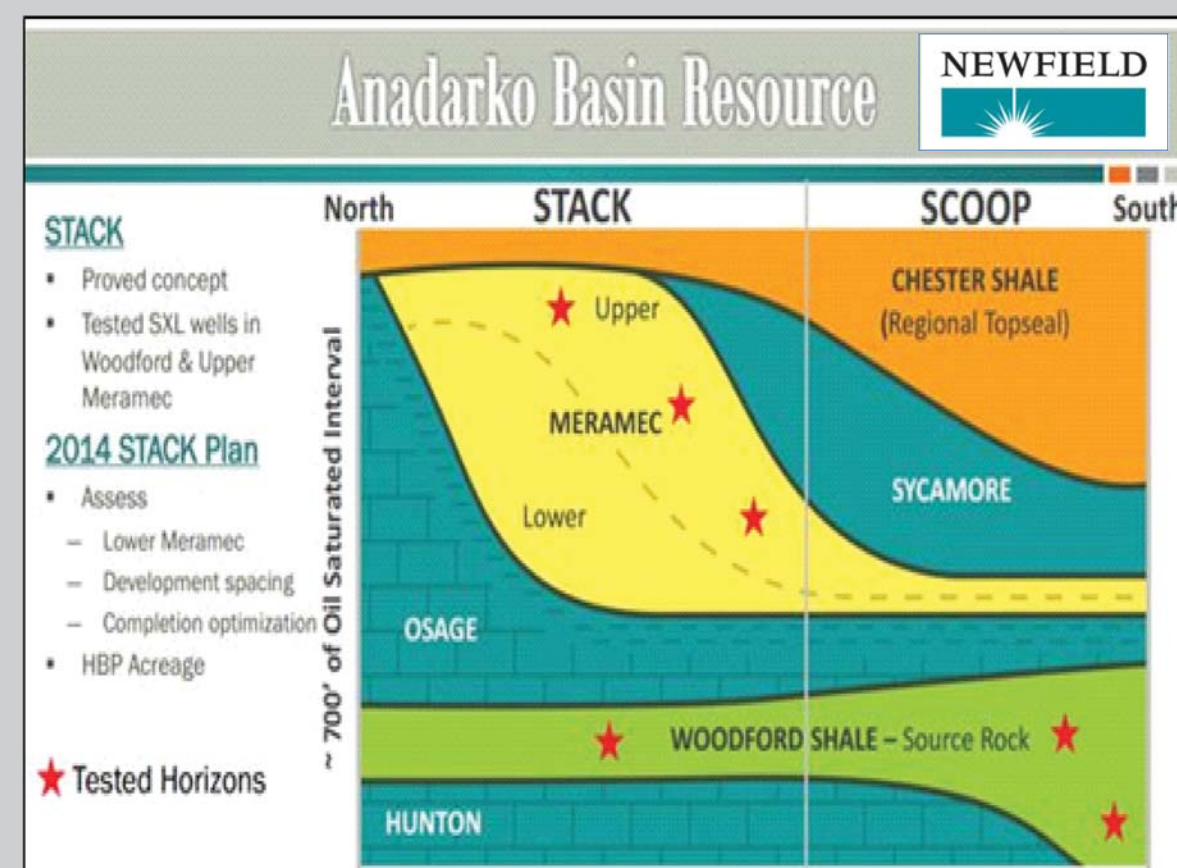 Anadarko Basin Resource
NEWFIELD
STACK
▪ Proved concept
▪ Tested SXL wells in
Woodford & Upper
Meramec
2014 STACK Plan
▪ Assess
– Lower Meramec
– Development spacing
– Completion optimization
▪ HBP Acreage
★ Tested Horizons
~ 700' of Oil Saturated Interval
North
STACK
SCOOP
South
CHESTER SHALE
(Regional Topseal)
Upper
MERAMEC
Lower
SYCAMORE
OSAGE
WOODFORD SHALE – Source Rock
HUNTON